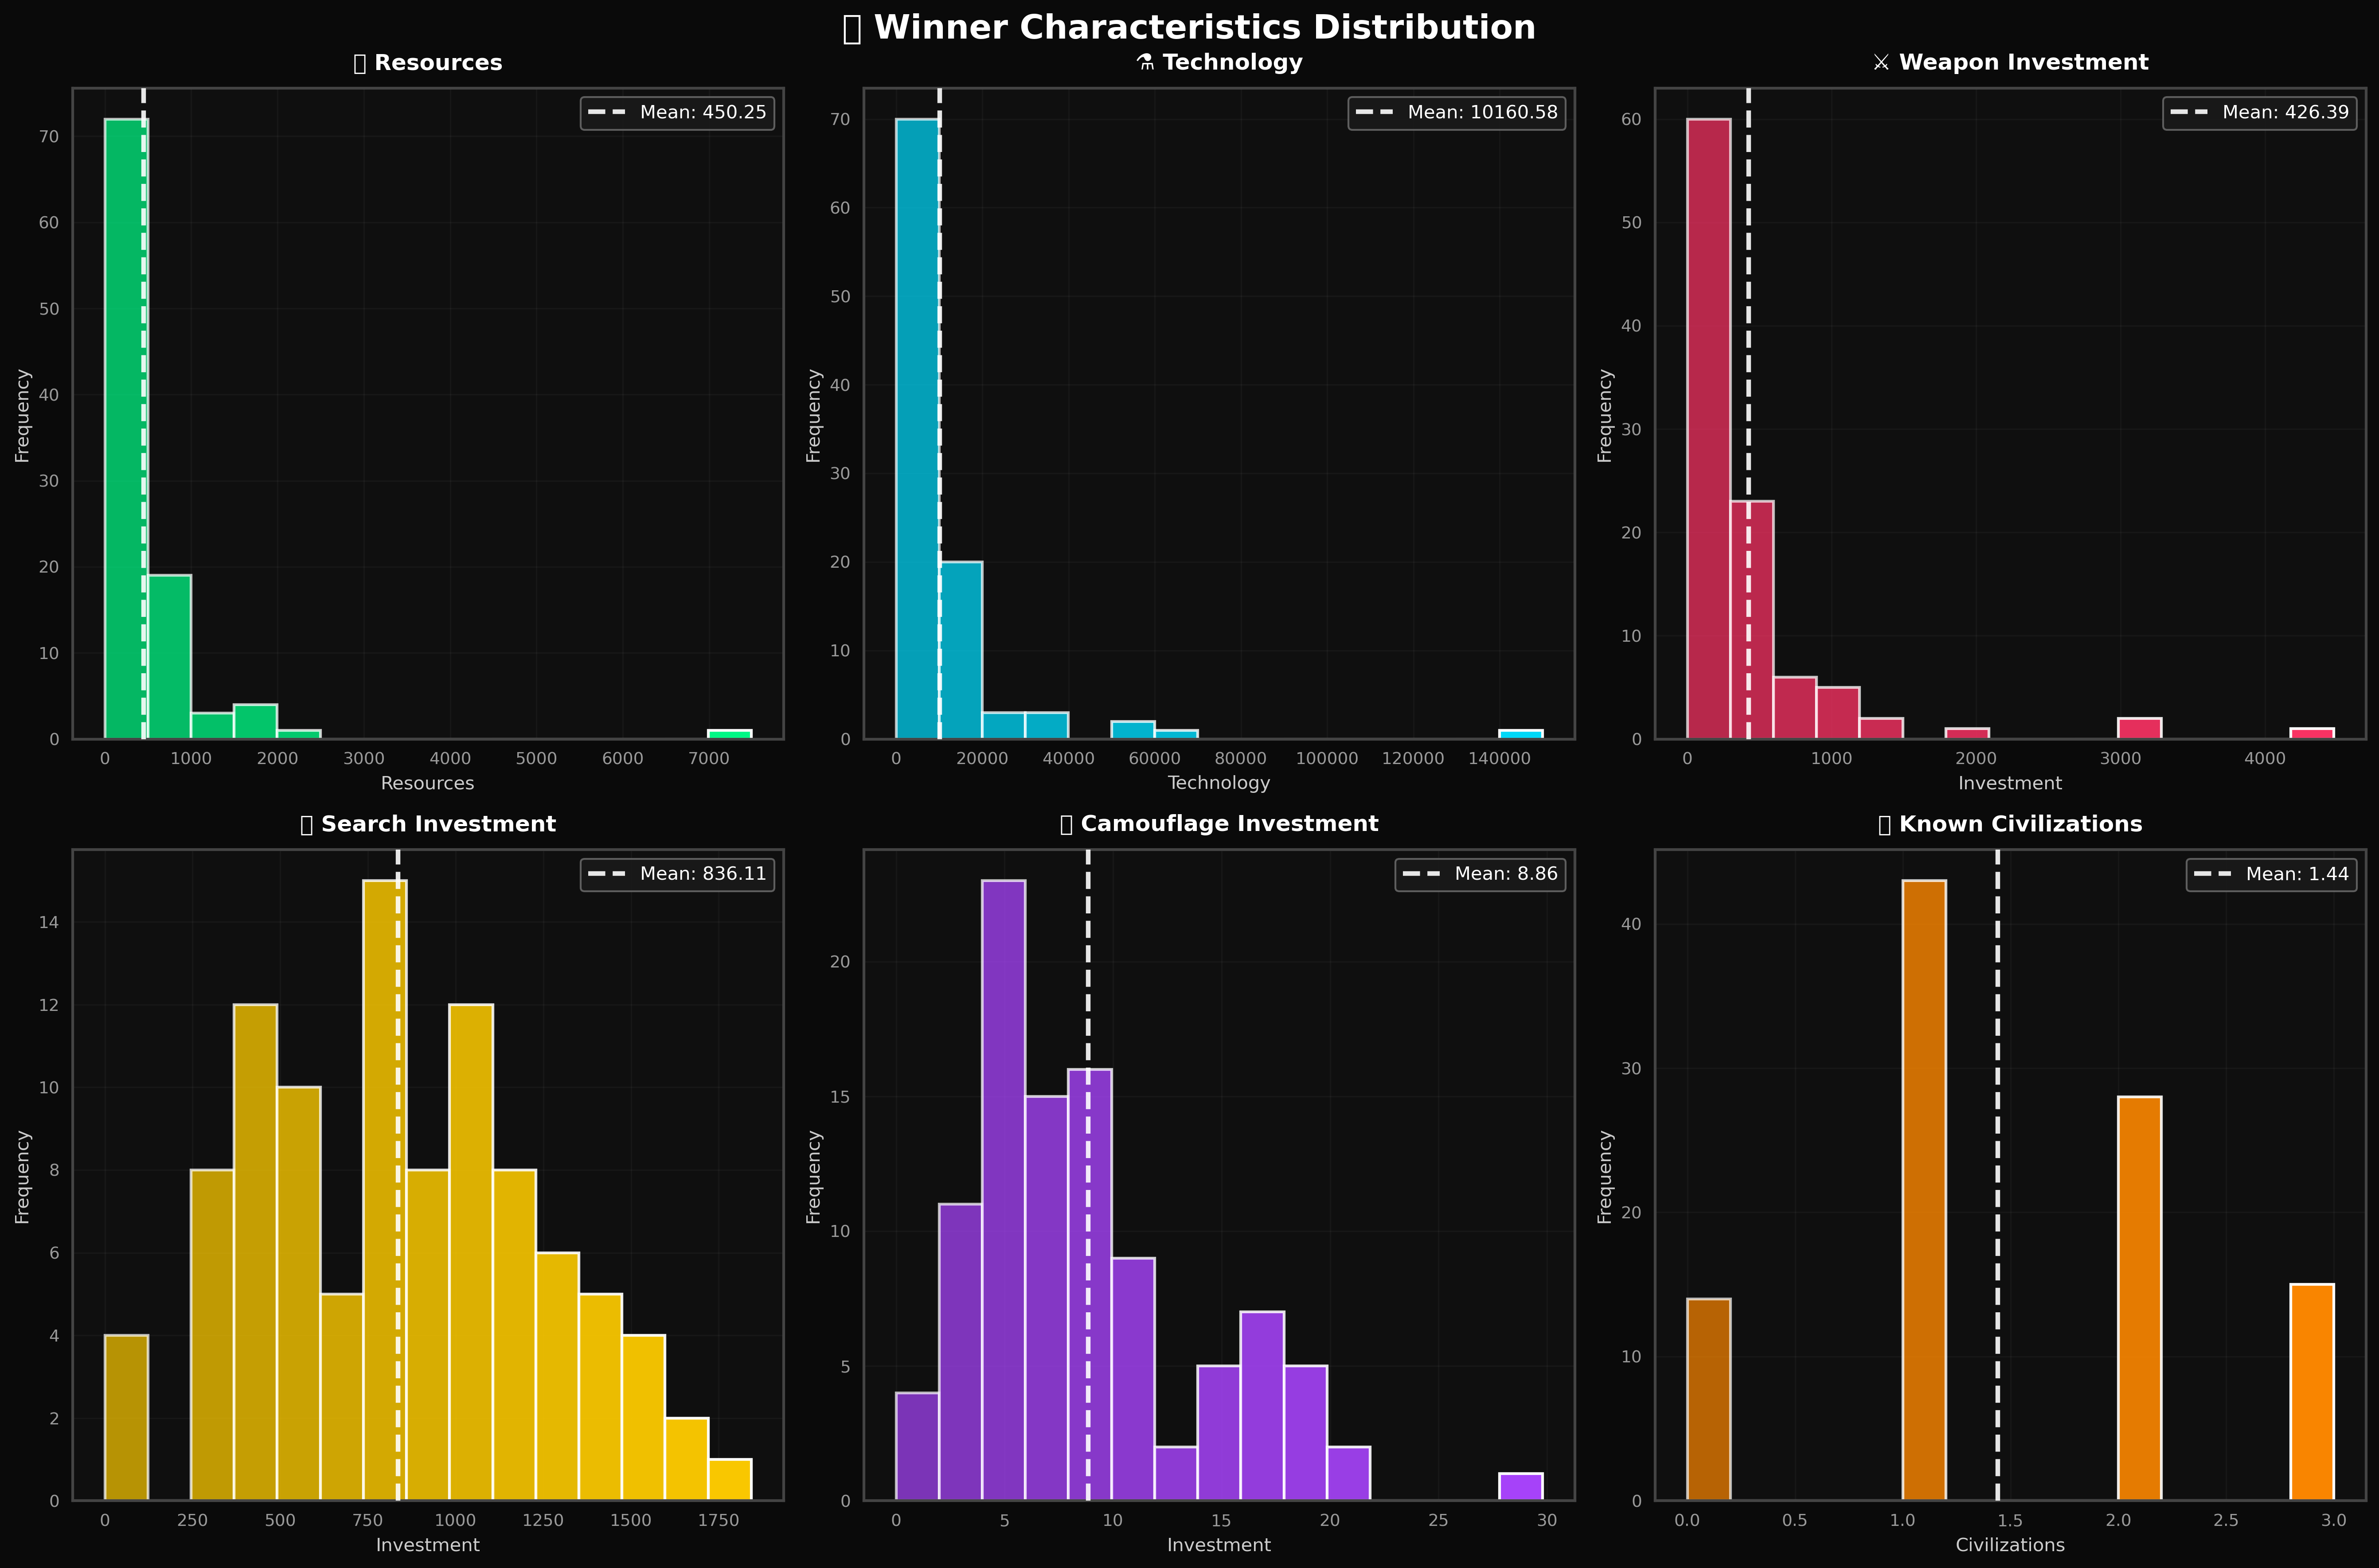 Winner Characteristics Distribution
Resources
Mean: 450.25
Frequency
70
60
50
40
30
20
10
0
0 1000 2000 3000 4000 5000 6000 7000
Resources
⚗ Technology
Mean: 10160.58
Frequency
70
60
50
40
30
20
10
0
0 20000 40000 60000 80000 100000 120000 140000
Technology
⚔ Weapon Investment
Mean: 426.39
Frequency
60
50
40
30
20
10
0
0 1000 2000 3000 4000
Investment
Search Investment
Mean: 836.11
Frequency
14
12
10
8
6
4
2
0
0 250 500 750 1000 1250 1500 1750
Investment
Camouflage Investment
Mean: 8.86
Frequency
20
15
10
5
0
0 5 10 15 20 25 30
Investment
Known Civilizations
Mean: 1.44
Frequency
40
30
20
10
0
0.0 0.5 1.0 1.5 2.0 2.5 3.0
Civilizations